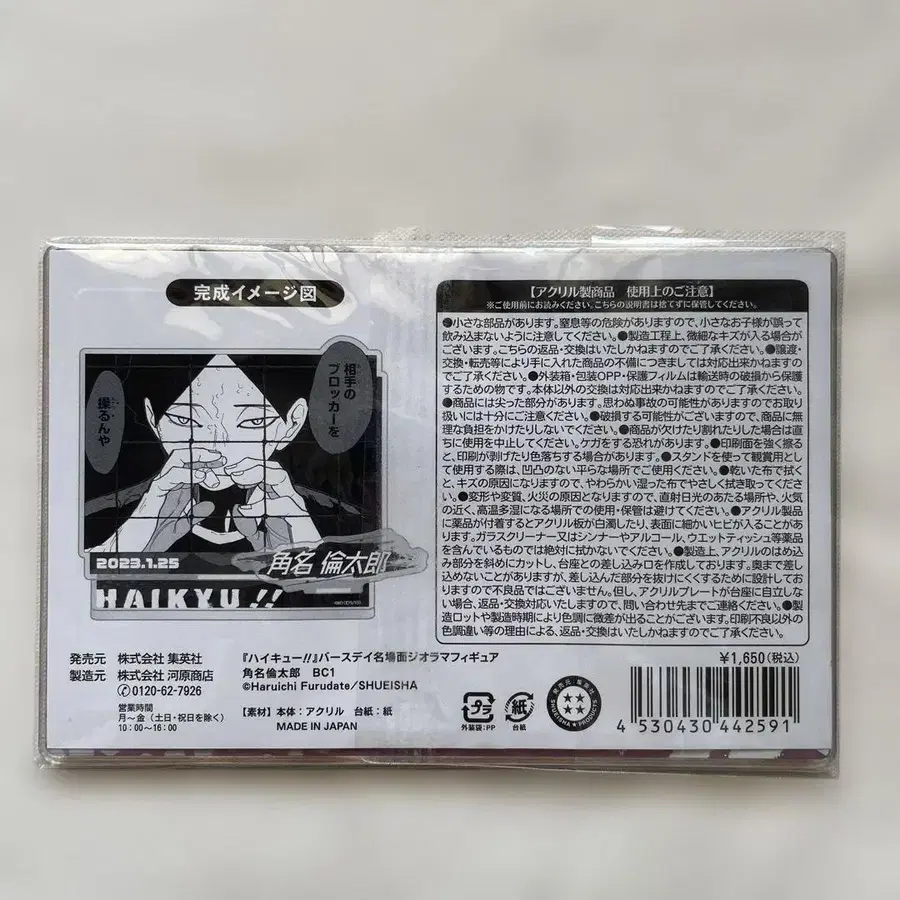 完成イメージ図
相手の
ブロッカーを
操るんや
2023.1.25
角名 倫太郎
HAIKYU!!
【アクリル製商品　使用上のご注意】
※ご使用前にお読みください。こちらの説明書は捨てずに保管してください。
●小さな部品があります。窒息等の危険がありますので、小さなお子様が誤って
飲み込まないように注意してください。●製造工程上、微細なキズが入る場合が
ございます。こちらの返品・交換はいたしかねますのでご了承ください。●譲渡・
交換・転売等により手に入れた商品の不備につきましては対応出来かねますので
ご了承ください。●外装箱・包装OPP・保護フィルムは輸送時の破損から保護
するための物です。本体以外の交換は対応出来かねますのでご了承ください。
●商品には尖った部分があります。思わぬ事故の可能性がありますのでお取り
扱いには十分にご注意ください。●破損する可能性がございますので、商品に無
理な負担をかけたりしないでください。●商品が欠けたり割れたりした場合は直
ちに使用を中止してください。ケガをする恐れがあります。●印刷面を強く擦る
と、印刷が剥げたり色落ちする場合がございます。●スタンドを使って観賞用とし
て使用する際は、凹凸のない平らな場所でご使用ください。●乾いた布で拭く
と、キズの原因になりますので、やわらかい湿った布でやさしく拭き取ってくださ
い。●変形や変質、火災の原因となりますので、直射日光のあたる場所や、火気
の近く、高温多湿になる場所での使用・保管は避けてください。●アクリル製品
に薬品が付着するとアクリル板が白濁したり、表面に細かいヒビが入ることがあ
ります。ガラスクリーナー又はシンナーやアルコール、ウエットティッシュ等薬品
を含んでいるものでは絶対に拭かないでください。●製造上、アクリルのはめ込
み部分を斜めにカットし、台座との差し込み口を作成しております。奥まで差し
込めないことがありますが、差し込んだ部分を抜けにくくするために設計してお
りますので不良品ではございません。但し、アクリルプレートが台座に自立しな
い場合、返品・交換対応いたしますので、問い合わせ先までご連絡ください。●製
造ロットや製造時期により色調に微差が出ることがございます。印刷不良以外の
色調違い等の理由による、返品・交換はいたしかねますのでご了承ください。
発売元　株式会社 集英社
製造元　株式会社 河原商店
0120-62-7926
営業時間
月〜金（土日・祝日を除く）
10：00〜16：00
『ハイキュー!!』バースデイ名場面ジオラマフィギュア
角名倫太郎　BC1
©Haruichi Furudate/SHUEISHA
【素材】本体：アクリル　台紙：紙
MADE IN JAPAN
¥1,650(税込)
プラ
外装袋：PP
紙
台紙
発売元 集英社
SHUEISHA PRODUCTS
4 530430 442591